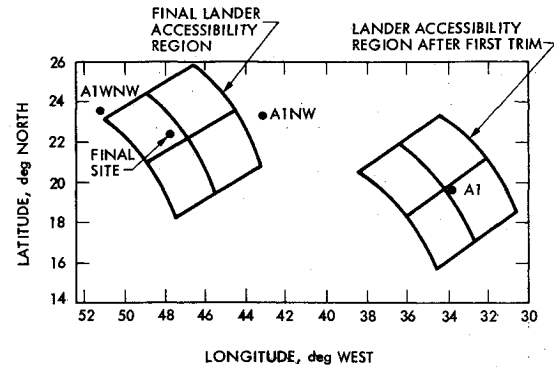 FINAL LANDER
ACCESSIBILITY
REGION
LANDER ACCESSIBILITY
REGION AFTER FIRST TRIM
LATITUDE, deg NORTH
26
24
22
20
18
16
14
A1WNW
A1NW
FINAL
SITE
A1
52
50
48
46
44
42
40
38
36
34
32
30
LONGITUDE, deg WEST